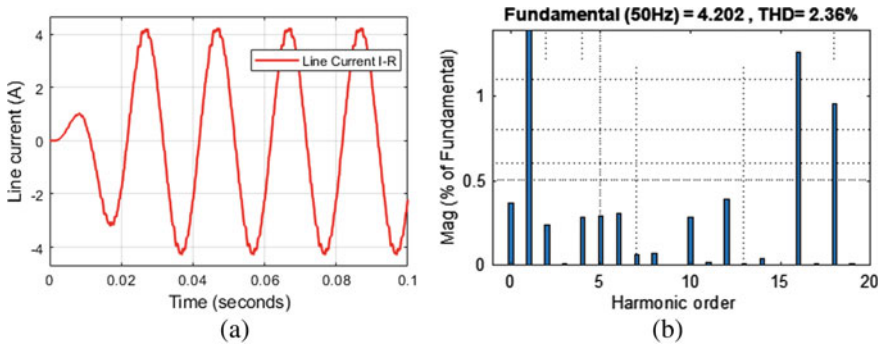 Line current (A)
4
2
0
-2
-4
Line Current I-R
0
0.02
0.04
0.06
0.08
0.1
Time (seconds)
(a)
Fundamental (50Hz) = 4.202 , THD= 2.36%
Mag (% of Fundamental)
1
0.5
0
0
5
10
15
20
Harmonic order
(b)